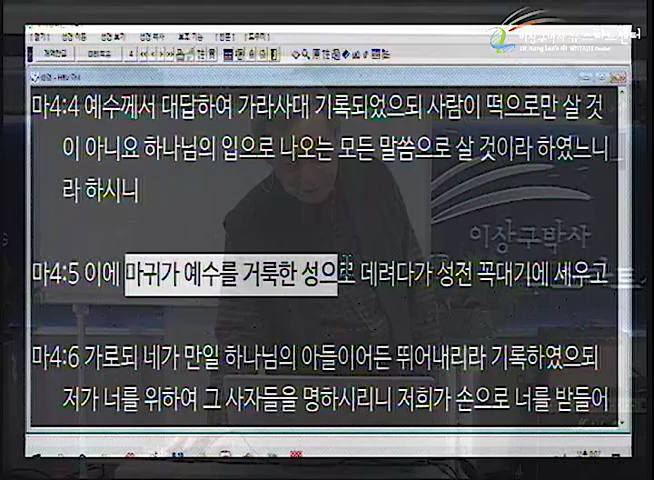 이상구박사
마4:4 예수께서 대답하여 가라사대 기록되었으되 사람이 떡으로만 살 것
이 아니요 하나님의 입으로 나오는 모든 말씀으로 살 것이라 하였느니
라 하시니
이상구박사
마4:5 이에 마귀가 예수를 거룩한 성으로 데려다가 성전 꼭대기에 세우고
마4:6 가로되 네가 만일 하나님의 아들이어든 뛰어내리라 기록하였으되
저가 너를 위하여 그 사자들을 명하시리니 저희가 손으로 너를 받들어